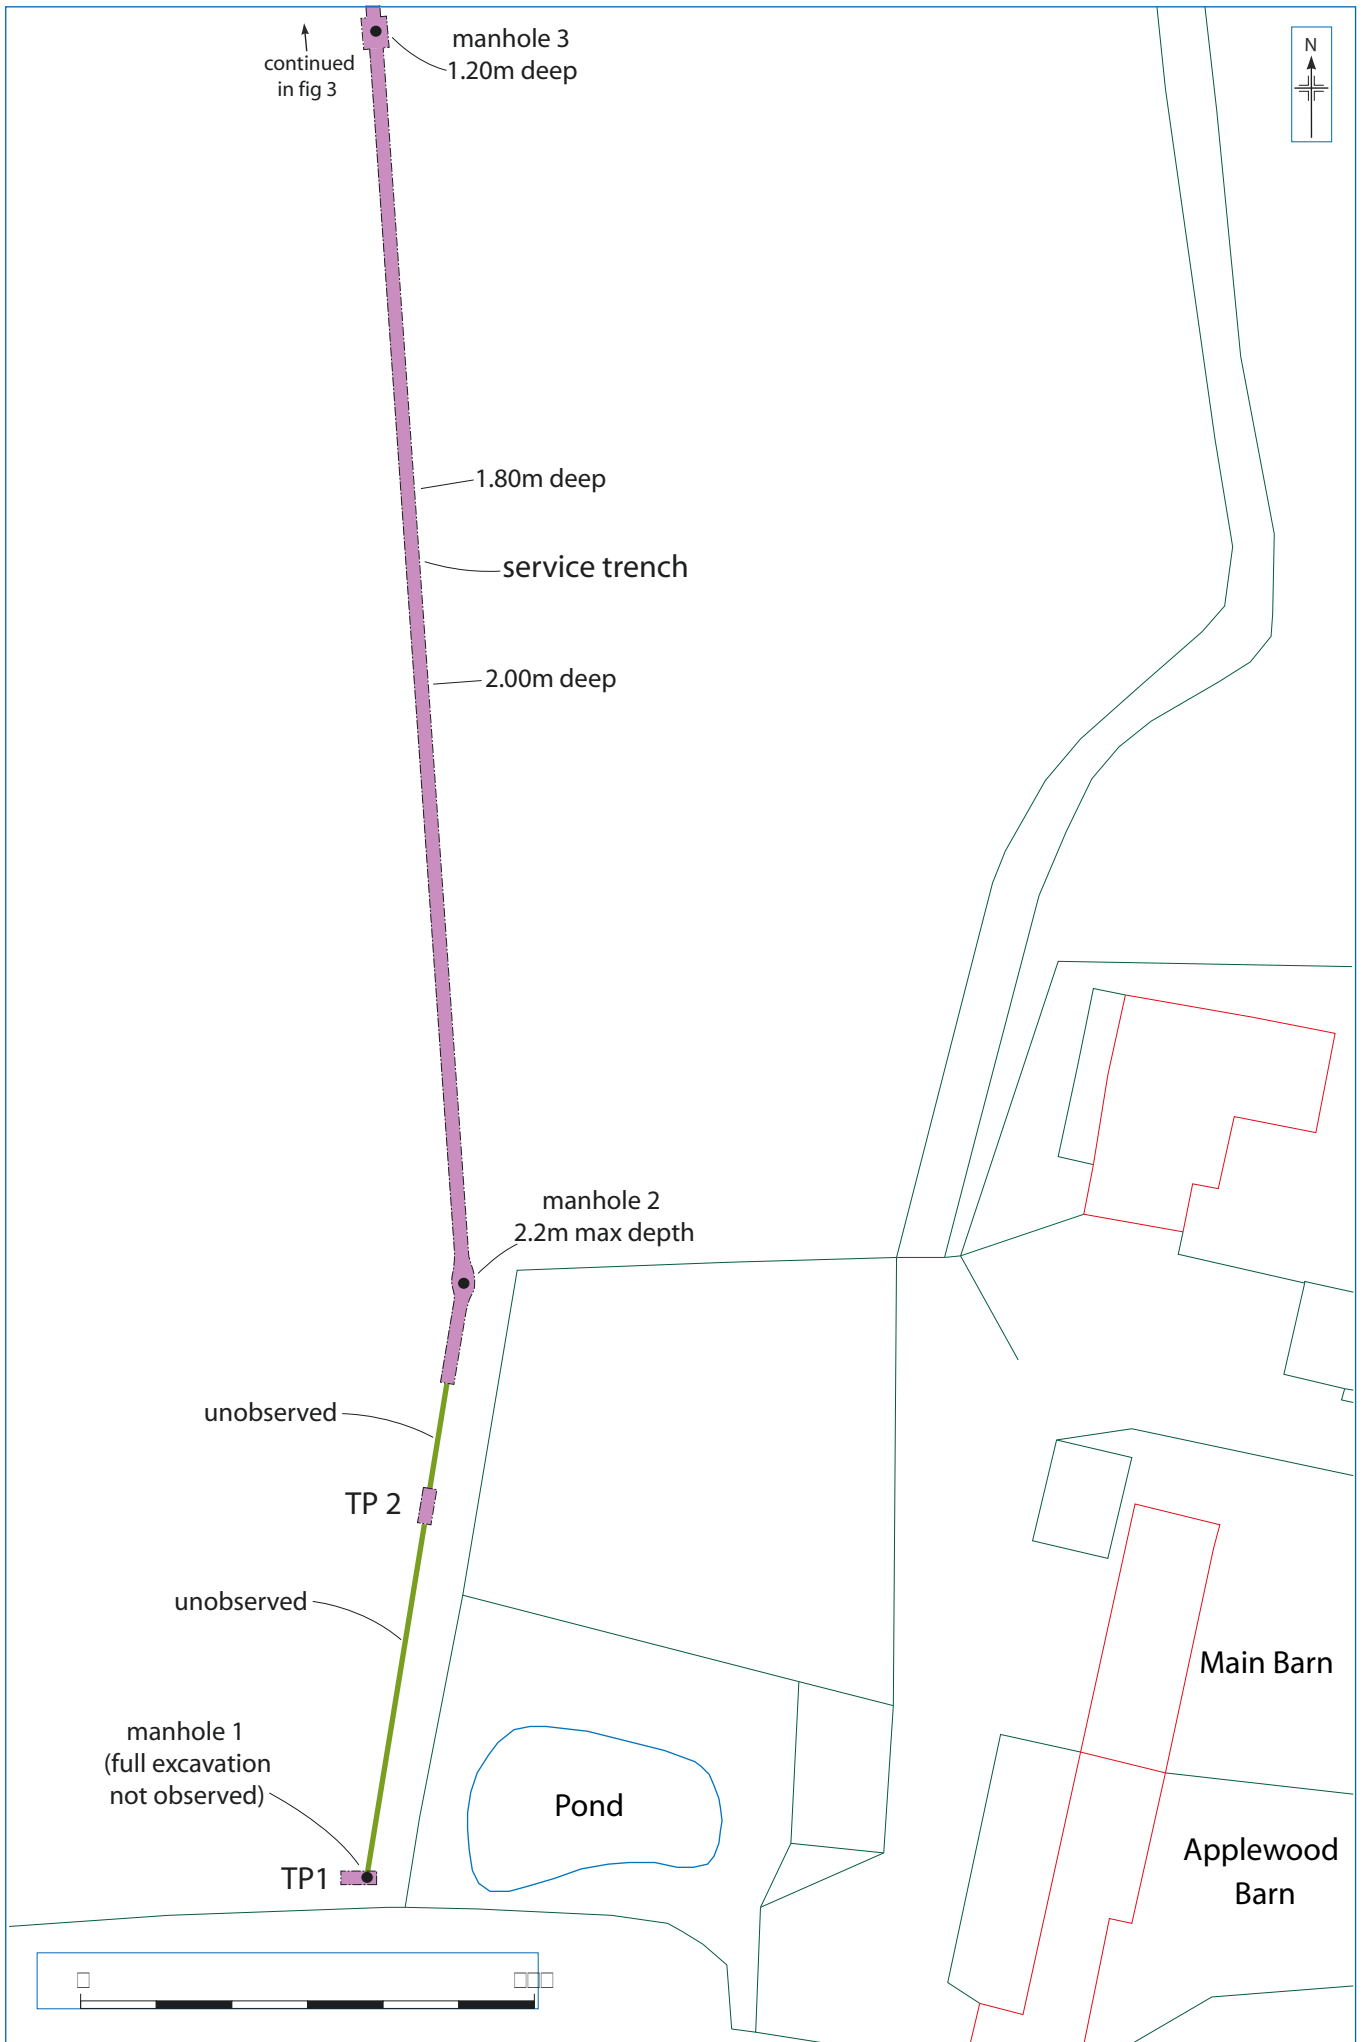 manhole 3
1.20m deep
continued
in fig 3
N
1.80m deep
service trench
2.00m deep
manhole 2
2.2m max depth
unobserved
TP 2
unobserved
Main Barn
manhole 1
(full excavation
not observed)
Pond
Applewood
Barn
TP1